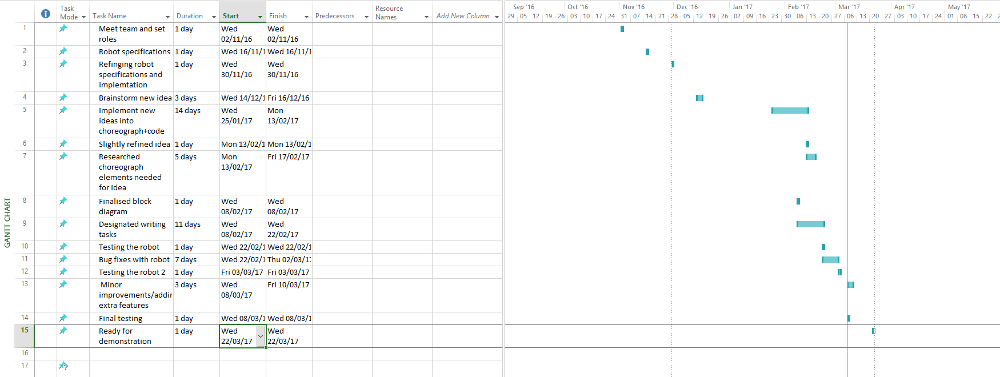 Task Mode Task Name Duration Start Finish Predecessors Resource Names Add New Column
Sep '16 Oct '16 Nov '16 Dec '16 Jan '17 Feb '17 Mar '17 Apr '17 May '17
29 05 12 19 26 03 10 17 24 31 07 14 21 28 05 12 19 26 02 09 16 23 30 06 13 20 27 06 13 20 27 03 10 17 24 01 08 15 22
1 Meet team and set 1 day Wed Wed
roles 02/11/16 02/11/16
2 Robot specifications 1 day Wed 16/11/1 Wed 16/11/1
3 Refinging robot 1 day Wed Wed
specifications and 30/11/16 30/11/16
implemtation
4 Brainstorm new idea 3 days Wed 14/12/1 Fri 16/12/16
5 Implement new 14 days Wed Mon
ideas into 25/01/17 13/02/17
choreograph+code
6 Slightly refined idea 1 day Mon 13/02/1 Mon 13/02/1
7 Researched 5 days Mon Fri 17/02/17
choreograph 13/02/17
elements needed
for idea
8 Finalised block 1 day Wed Wed
diagram 08/02/17 08/02/17
9 Designated writing 11 days Wed Wed
tasks 08/02/17 22/02/17
10 Testing the robot 1 day Wed 22/02/1 Wed 22/02/1
11 Bug fixes with robot 7 days Wed 22/02/1 Thu 02/03/1
12 Testing the robot 2 1 day Fri 03/03/17 Fri 03/03/17
13 Minor 3 days Wed Fri 10/03/17
improvements/addin 08/03/17
extra features
14 Final testing 1 day Wed 08/03/1 Wed 08/03/1
15 Ready for 1 day Wed Wed
demonstration 22/03/17 22/03/17
16
17 ?
GANTT CHART